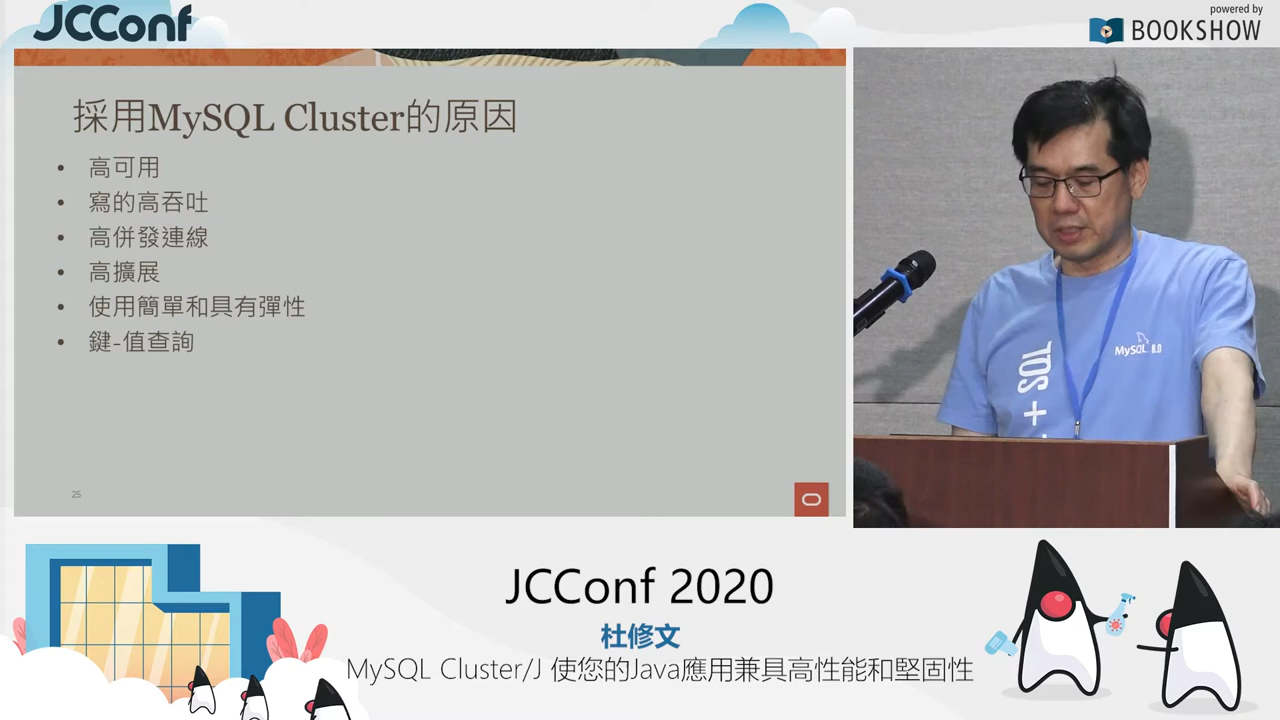 JCConf
powered by
BOOKSHOW
採用MySQL Cluster的原因
• 高可用
• 寫的高吞吐
• 高併發連線
• 高擴展
• 使用簡單和具有彈性
• 鍵-值查詢
25
MySQL 8.0
SQL +
JCConf 2020
杜修文
MySQL Cluster/J 使您的Java應用兼具高性能和堅固性